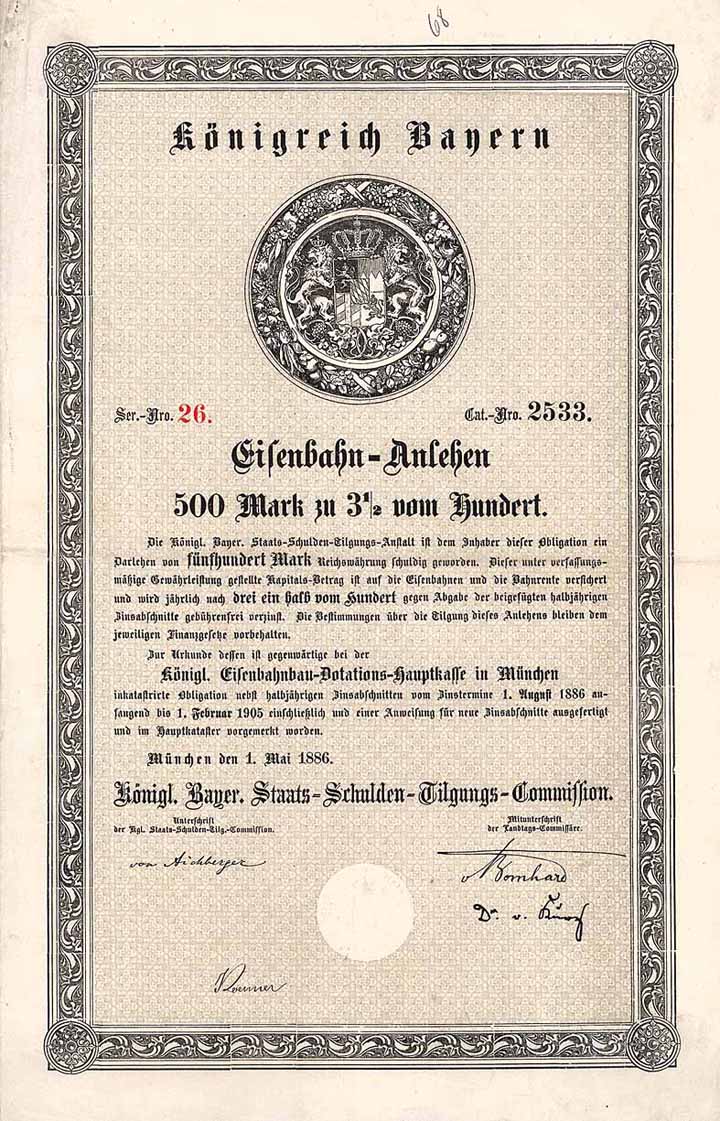 68
Königreich Bayern
Ser.-Nro. 26. Cat.-Nro. 2533.
Eisenbahn-Anlehen
500 Mark zu 3½ vom Hundert.
Die Königl. Bayer. Staats-Schulden-Tilgungs-Anstalt ist dem Inhaber dieser Obligation ein
Darlehen von fünfhundert Mark Reichswährung schuldig geworden. Dieser unter verfassungs-
mäßige Gewährleistung gestellte Kapitals-Betrag ist auf die Eisenbahnen und die Bahnrente versichert
und wird jährlich nach drei ein halb vom Hundert gegen Abgabe der beigefügten halbjährigen
Zinsabschnitte gebührenfrei verzinst. Die Bestimmungen über die Tilgung dieses Anlehens bleiben dem
jeweiligen Finanzgesetze vorbehalten.
Zur Urkunde dessen ist gegenwärtige bei der
Königl. Eisenbahnbau-Dotations-Hauptkasse in München
inkatastrirte Obligation nebst halbjährigen Zinsabschnitten vom Zinstermine 1. August 1886 an-
fangend bis 1. Februar 1905 einschließlich und einer Anweisung für neue Zinsabschnitte ausgefertigt
und im Hauptkataster vorgemerkt worden.
München den 1. Mai 1886.
Königl. Bayer. Staats-Schulden-Tilgungs-Commission.
Unterschrift
der Kgl. Staats-Schulden-Tilg.-Commission.
Mitunterschrift
der Landtags-Commissäre.
von Aichberger
v Bomhard
Dr. v.